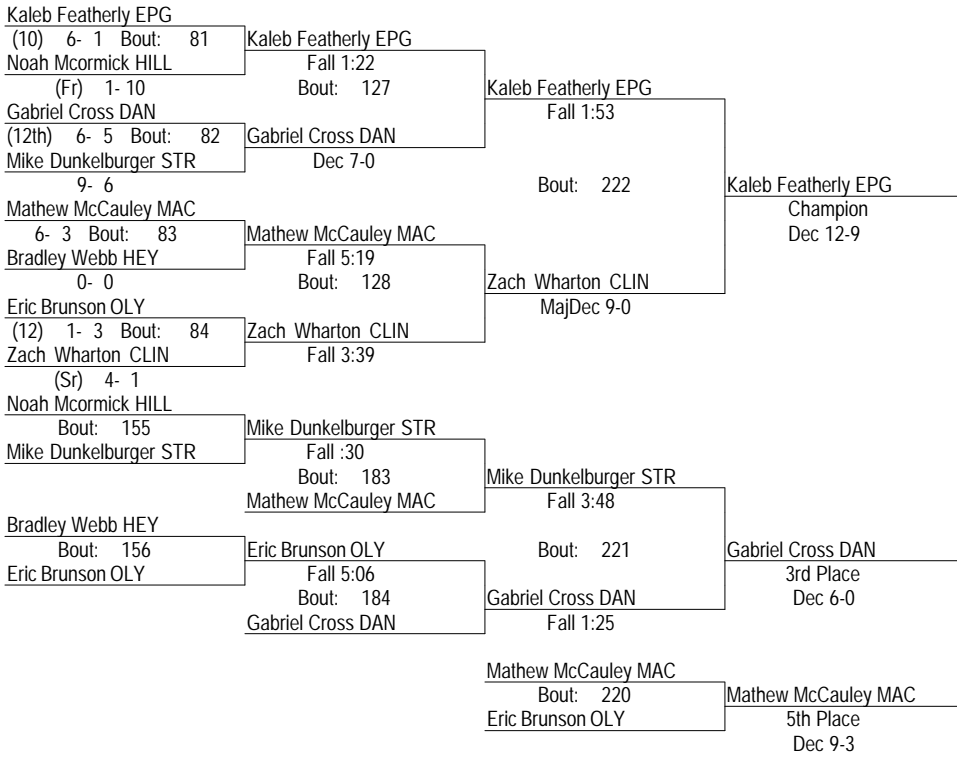 Kaleb Featherly EPG
(10) 6- 1 Bout: 81
Kaleb Featherly EPG
Noah Mcormick HILL
Fall 1:22
(Fr) 1- 10
Bout: 127
Kaleb Featherly EPG
Gabriel Cross DAN
Fall 1:53
(12th) 6- 5 Bout: 82
Gabriel Cross DAN
Mike Dunkelburger STR
Dec 7-0
9- 6
Bout: 222
Kaleb Featherly EPG
Mathew McCauley MAC
Champion
6- 3 Bout: 83
Mathew McCauley MAC
Dec 12-9
Bradley Webb HEY
Fall 5:19
0- 0
Bout: 128
Zach Wharton CLIN
Eric Brunson OLY
MajDec 9-0
(12) 1- 3 Bout: 84
Zach Wharton CLIN
Zach Wharton CLIN
Fall 3:39
(Sr) 4- 1
Noah Mcormick HILL
Bout: 155
Mike Dunkelburger STR
Mike Dunkelburger STR
Fall :30
Bout: 183
Mike Dunkelburger STR
Mathew McCauley MAC
Fall 3:48
Bradley Webb HEY
Bout: 156
Eric Brunson OLY
Bout: 221
Gabriel Cross DAN
Eric Brunson OLY
Fall 5:06
3rd Place
Bout: 184
Gabriel Cross DAN
Dec 6-0
Gabriel Cross DAN
Fall 1:25
Mathew McCauley MAC
Bout: 220
Mathew McCauley MAC
Eric Brunson OLY
5th Place
Dec 9-3